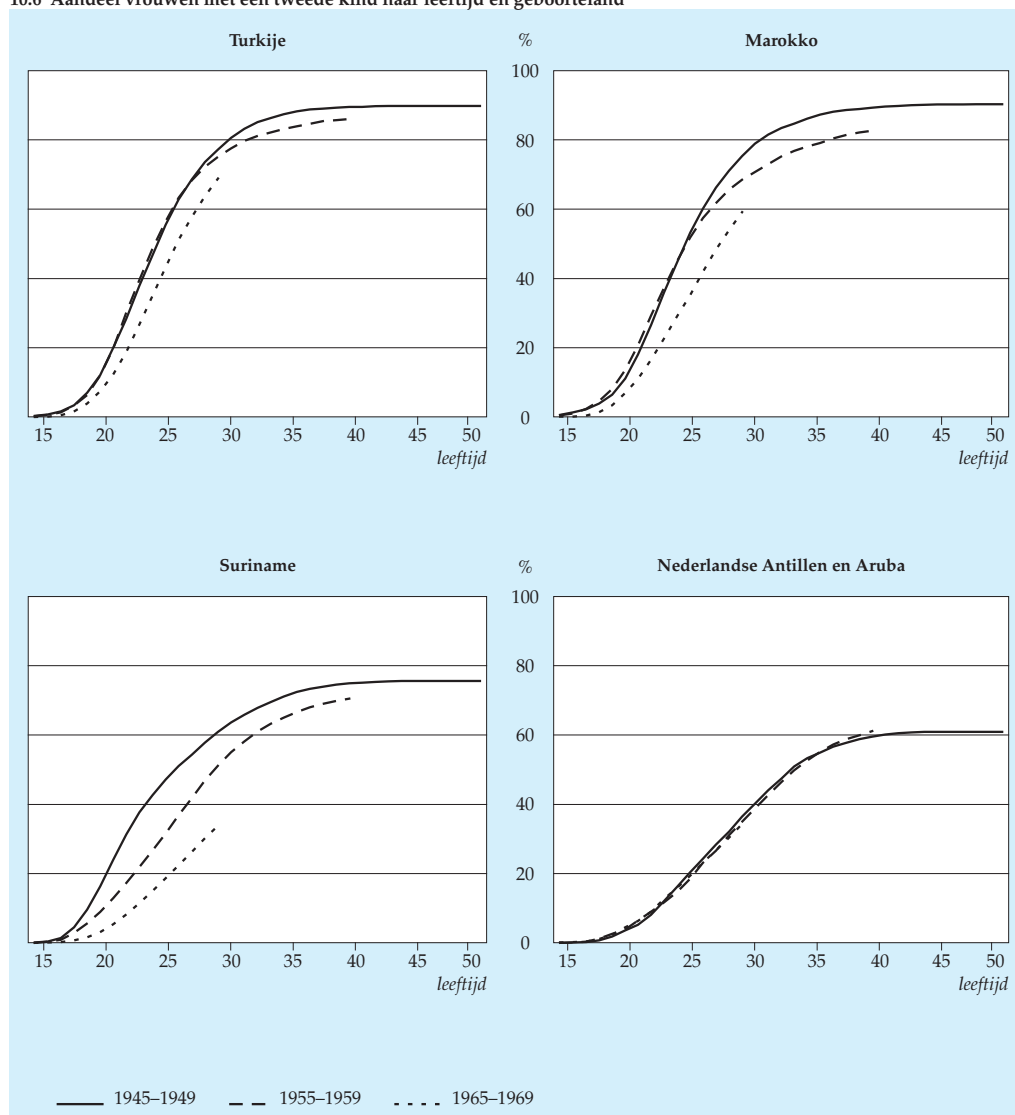 10.6 Aandeel vrouwen met een tweede kind naar leeftijd en geboorteland
Turkije % Marokko
100
80
60
40
20
0
15 20 25 30 35 40 45 50
leeftijd
15 20 25 30 35 40 45 50
leeftijd
Suriname % Nederlandse Antillen en Aruba
100
80
60
40
20
0
15 20 25 30 35 40 45 50
leeftijd
15 20 25 30 35 40 45 50
leeftijd
1945–1949 1955–1959 1965–1969